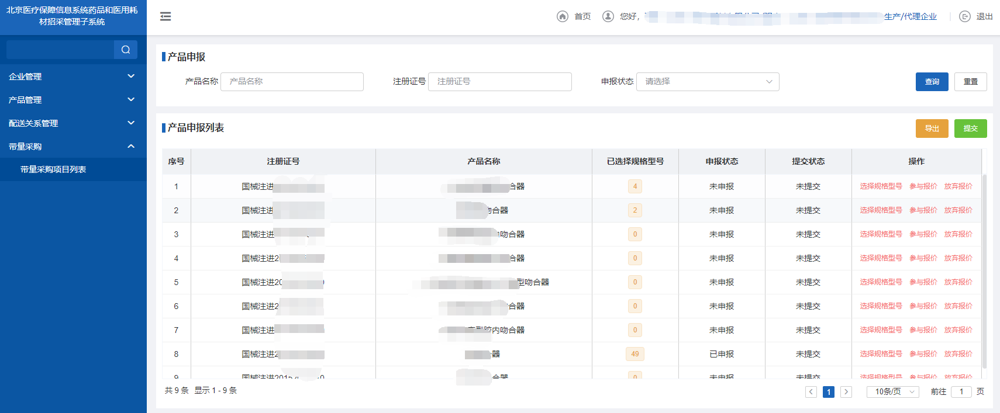 北京医疗保障信息系统药品和医用耗
材招采管理子系统
首页 您好, 生产/代理企业 退出
企业管理
产品管理
配送关系管理
带量采购
带量采购项目列表
产品申报
产品名称 产品名称 注册证号 注册证号 申报状态 请选择 查询 重置
产品申报列表 导出 提交
序号 注册证号 产品名称 已选择规格型号 申报状态 提交状态 操作
1 国械注进 合器 4 未申报 未提交 选择规格型号 参与报价 放弃报价
2 国械注进 吻合器 2 未申报 未提交 选择规格型号 参与报价 放弃报价
3 国械注进 内吻合器 0 未申报 未提交 选择规格型号 参与报价 放弃报价
4 国械注进2 合器 0 未申报 未提交 选择规格型号 参与报价 放弃报价
5 国械注进20 型吻合器 0 未申报 未提交 选择规格型号 参与报价 放弃报价
6 国械注进2 合器 0 未申报 未提交 选择规格型号 参与报价 放弃报价
7 国械注进 型腔内吻合器 0 未申报 未提交 选择规格型号 参与报价 放弃报价
8 国械注进2 器 49 已申报 未提交 选择规格型号 参与报价 放弃报价
9 国械注进2015 10 合器 0 未申报 未提交 选择规格型号 参与报价 放弃报价
共 9 条 显示 1 - 9 条 1 10条/页 前往 1 页